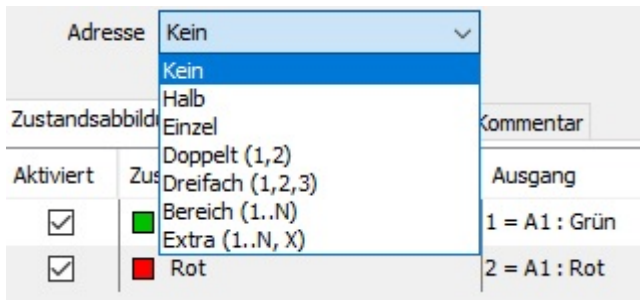 Adresse Kein
Kein
Halb
Einzel
Doppelt (1,2)
Dreifach (1,2,3)
Bereich (1..N)
Extra (1..N, X)
Kommentar
Aktiviert Ausgang
1 = A1 : Grün
Rot 2 = A1 : Rot